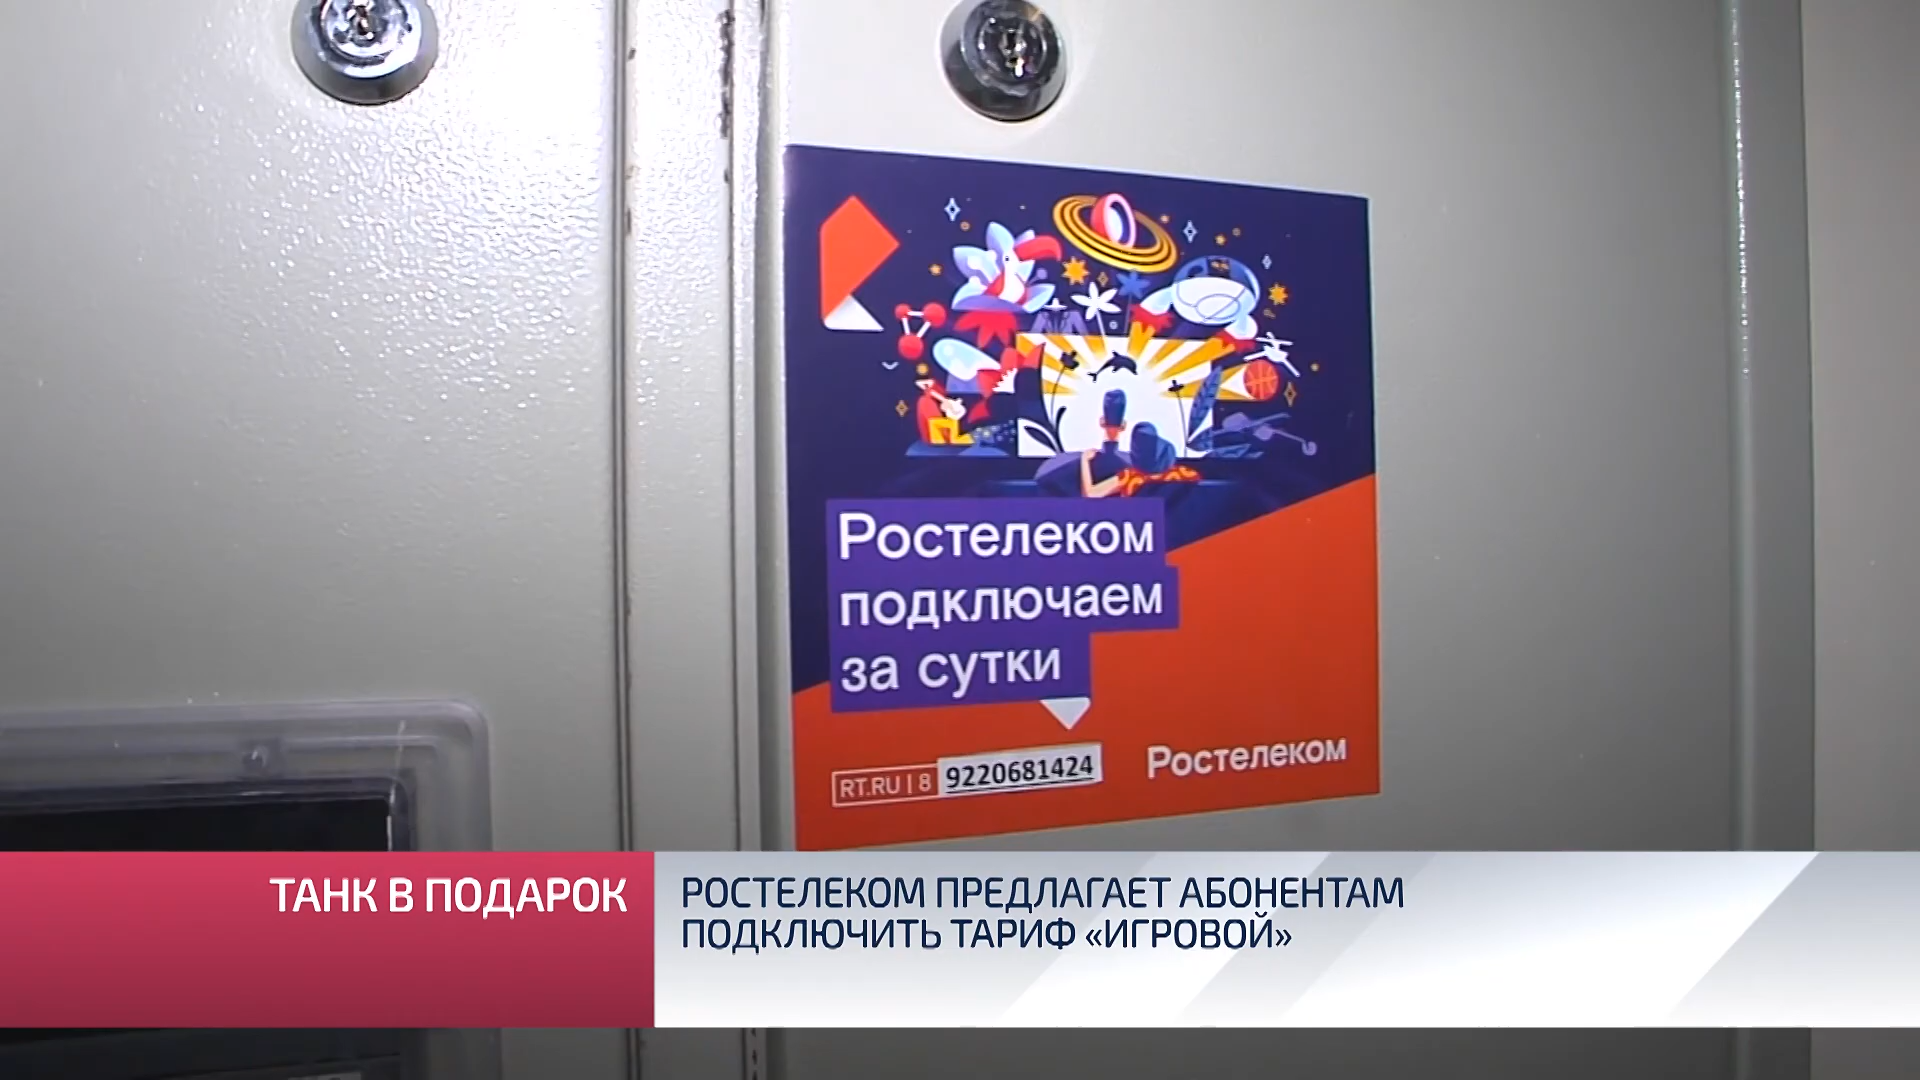 Ростелеком
подключаем
за сутки
RT.RU | 8 9220681424
Ростелеком
ТАНК В ПОДАРОК
РОСТЕЛЕКОМ ПРЕДЛАГАЕТ АБОНЕНТАМ
ПОДКЛЮЧИТЬ ТАРИФ «ИГРОВОЙ»